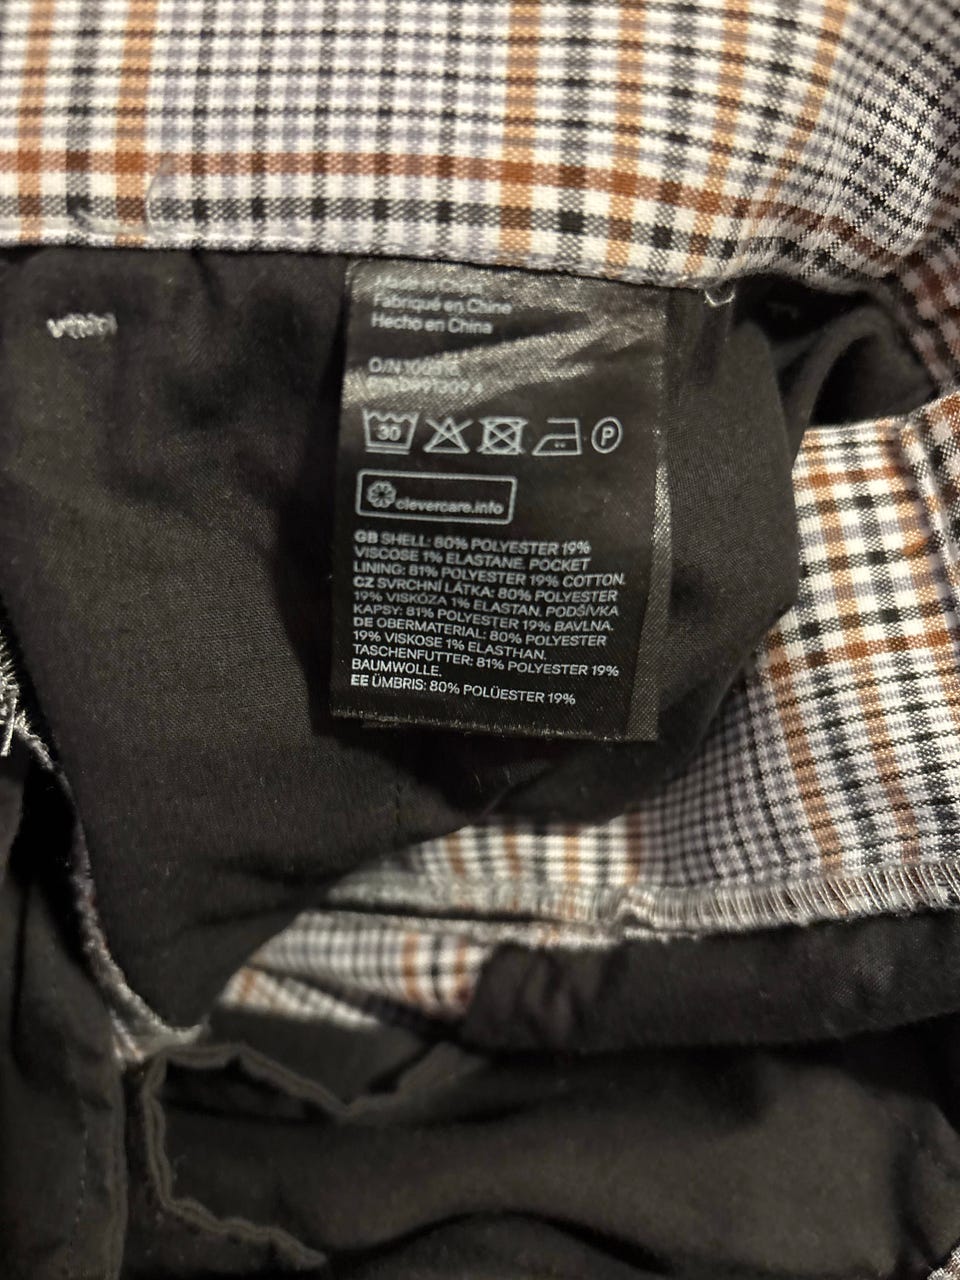 Made in China
Fabriqué en Chine
Hecho en China
O/N
30
P
clevercare.info
GB SHELL: 80% POLYESTER 19%
VISCOSE 1% ELASTANE. POCKET
LINING: 81% POLYESTER 19% COTTON.
CZ SVRCHNÍ LÁTKA: 80% POLYESTER
19% VISKÓZA 1% ELASTAN. PODŠÍVKA
KAPSY: 81% POLYESTER 19% BAVLNA.
DE OBERMATERIAL: 80% POLYESTER
19% VISKOSE 1% ELASTHAN.
TASCHENFUTTER: 81% POLYESTER 19%
BAUMWOLLE.
EE ÜMBRIS: 80% POLÜESTER 19%